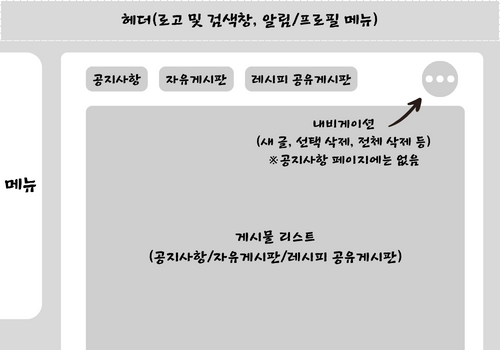 헤더(로고 및 검색창, 알림/프로필 메뉴)
공지사항 자유게시판 레시피 공유게시판
내비게이션
(새 글, 선택 삭제, 전체 삭제 등)
※공지사항 페이지에는 없음
메뉴
게시물 리스트
(공지사항/자유게시판/레시피 공유게시판)